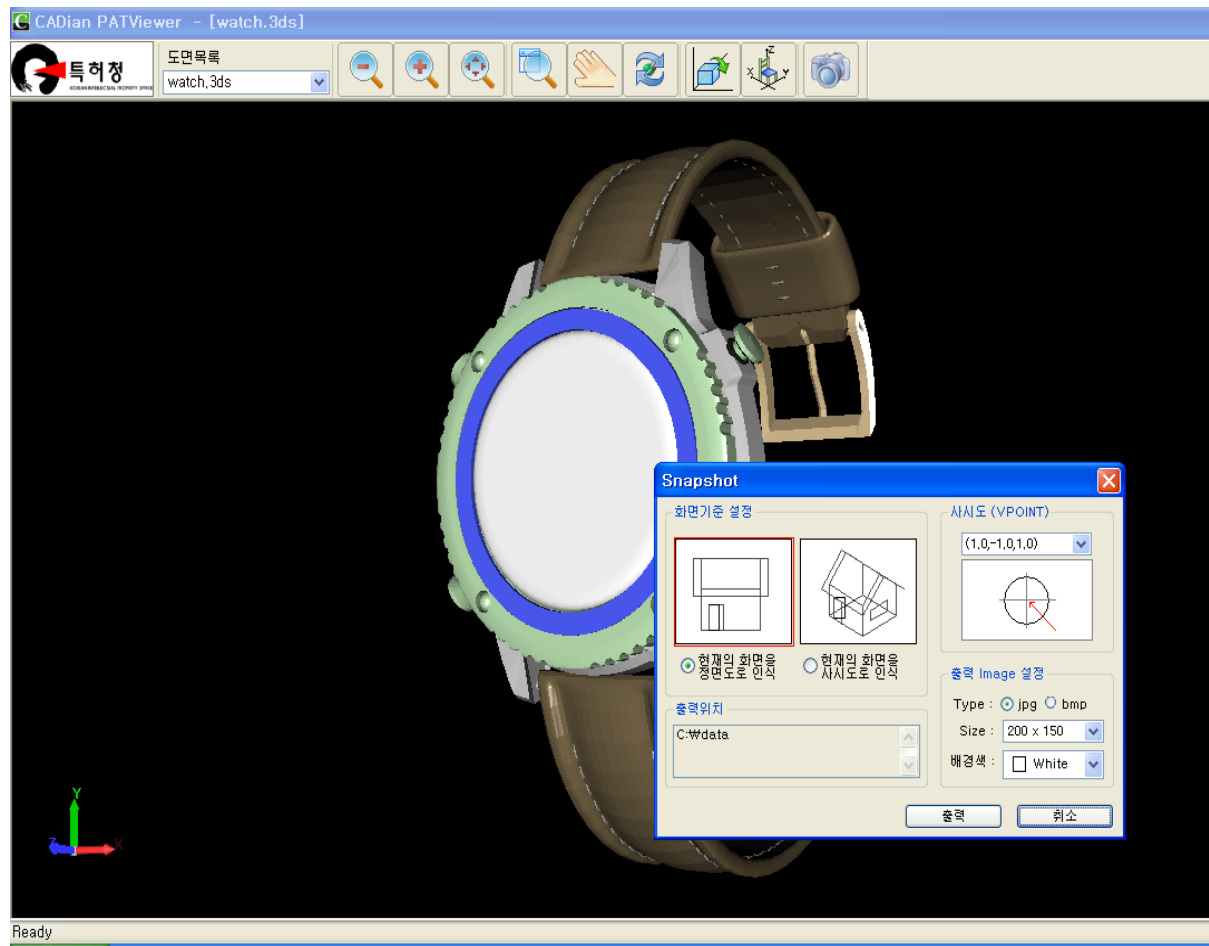 CADian PATViewer - [watch.3ds]
특허청
KOREAN INTELLECTUAL PROPERTY OFFICE
도면목록
watch,3ds
Z
X
Y
Snapshot
화면기준 설정
현재의 화면을
정면도로 인식
현재의 화면을
사시도로 인식
출력위치
C:₩data
사시도 (VPOINT)
(1,0,-1,0,1,0)
출력 Image 설정
Type : jpg bmp
Size : 200 x 150
배경색 : White
출력
취소
Y
Z
X
Ready